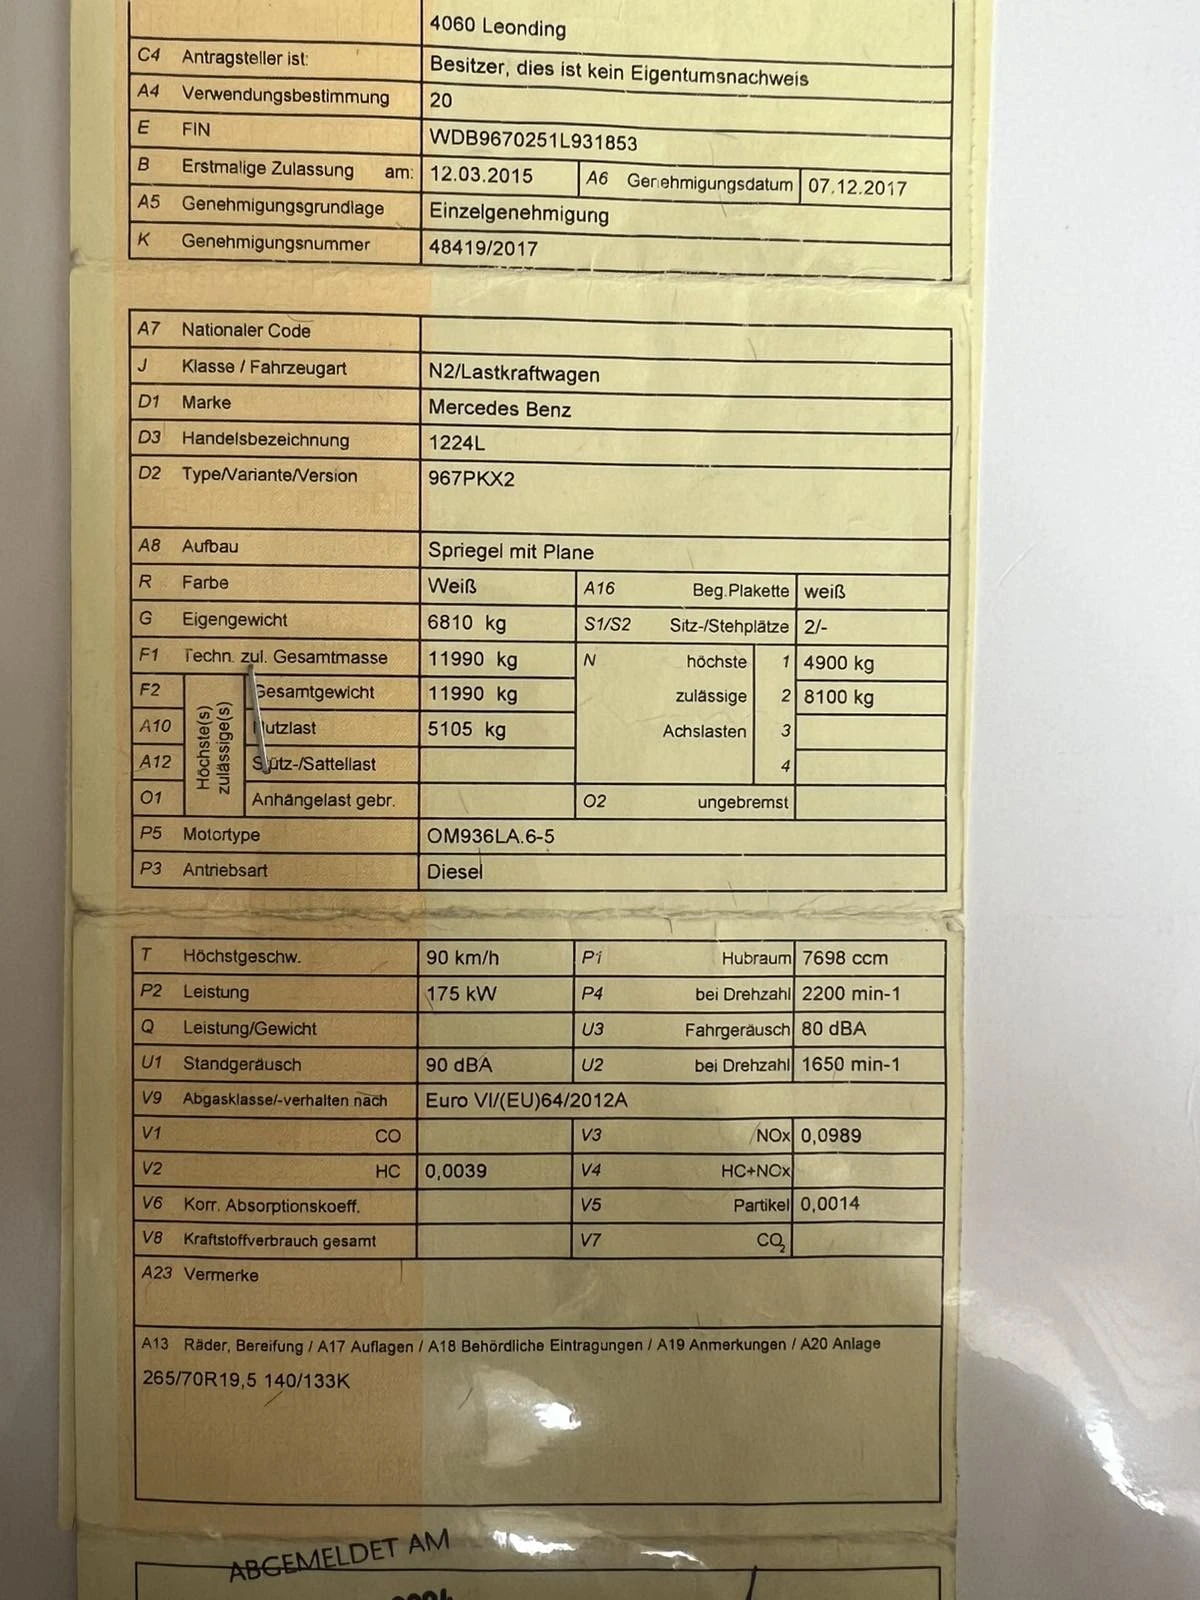 4060 Leonding
C4 Antragsteller ist: Besitzer, dies ist kein Eigentumsnachweis
A4 Verwendungsbestimmung 20
E FIN WDB9670251L931853
B Erstmalige Zulassung am: 12.03.2015 A6 Genehmigungsdatum 07.12.2017
A5 Genehmigungsgrundlage Einzelgenehmigung
K Genehmigungsnummer 48419/2017
A7 Nationaler Code
J Klasse / Fahrzeugart N2/Lastkraftwagen
D1 Marke Mercedes Benz
D3 Handelsbezeichnung 1224L
D2 Type/Variante/Version 967PKX2
A8 Aufbau Spriegel mit Plane
R Farbe Weiß A16 Beg.Plakette weiß
G Eigengewicht 6810 kg S1/S2 Sitz-/Stehplätze 2/-
F1 Techn. zul. Gesamtmasse 11990 kg N höchste 1 4900 kg
F2 Höchste(s) zulässige(s) Gesamtgewicht 11990 kg zulässige 2 8100 kg
A10 Nutzlast 5105 kg Achslasten 3
A12 Stütz-/Sattellast 4
O1 Anhängelast gebr. O2 ungebremst
P5 Motortype OM936LA.6-5
P3 Antriebsart Diesel
T Höchstgeschw. 90 km/h P1 Hubraum 7698 ccm
P2 Leistung 175 kW P4 bei Drehzahl 2200 min-1
Q Leistung/Gewicht U3 Fahrgeräusch 80 dBA
U1 Standgeräusch 90 dBA U2 bei Drehzahl 1650 min-1
V9 Abgasklasse/-verhalten nach Euro VI/(EU)64/2012A
V1 CO V3 NOx 0,0989
V2 HC 0,0039 V4 HC+NOx
V6 Korr. Absorptionskoeff. V5 Partikel 0,0014
V8 Kraftstoffverbrauch gesamt V7 CO2
A23 Vermerke
A13 Räder, Bereifung / A17 Auflagen / A18 Behördliche Eintragungen / A19 Anmerkungen / A20 Anlage
265/70R19,5 140/133K
ABGEMELDET AM